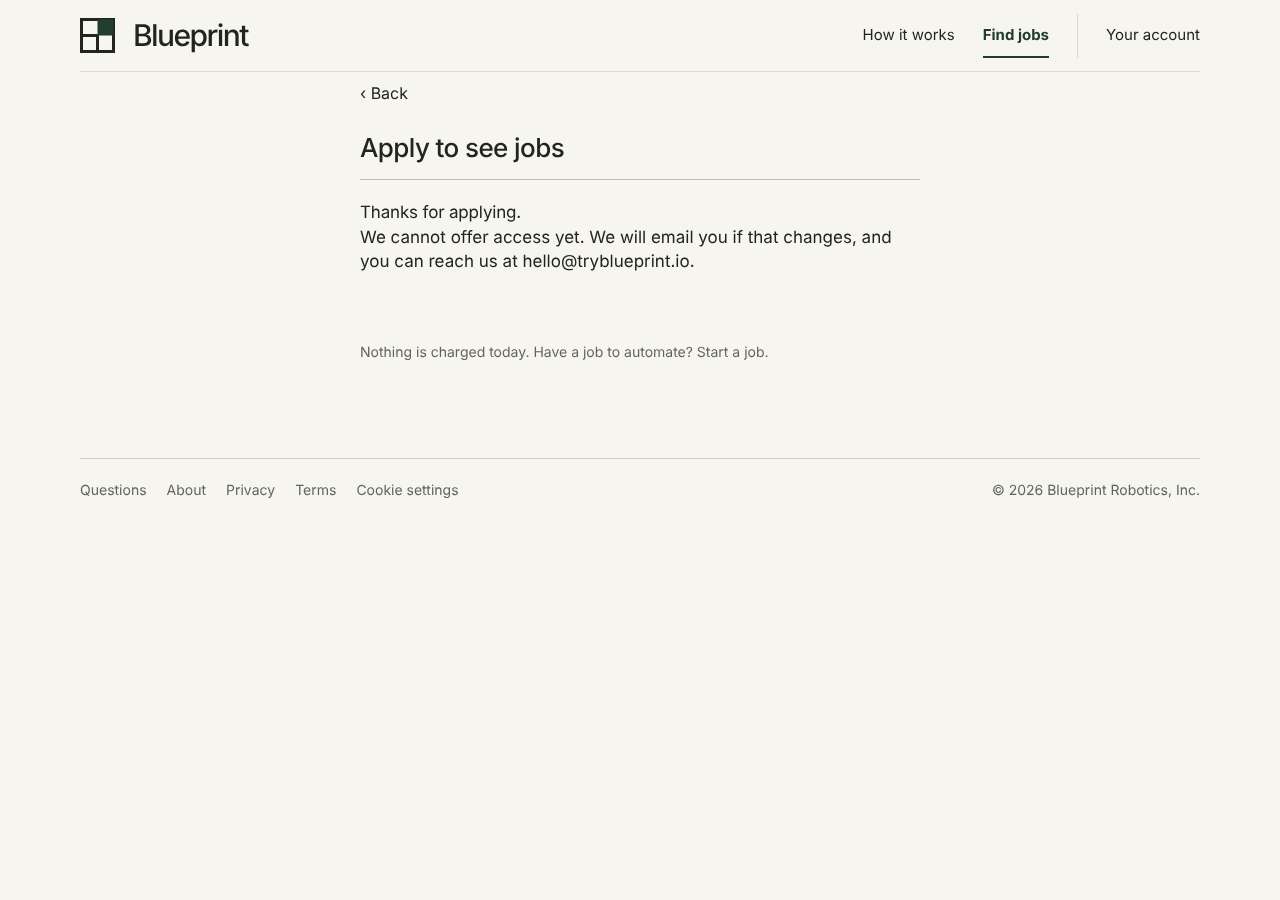 Blueprint
How it works
Find jobs
Your account
‹ Back
Apply to see jobs
Thanks for applying.
We cannot offer access yet. We will email you if that changes, and
you can reach us at hello@tryblueprint.io.
Nothing is charged today. Have a job to automate? Start a job.
Questions
About
Privacy
Terms
Cookie settings
© 2026 Blueprint Robotics, Inc.